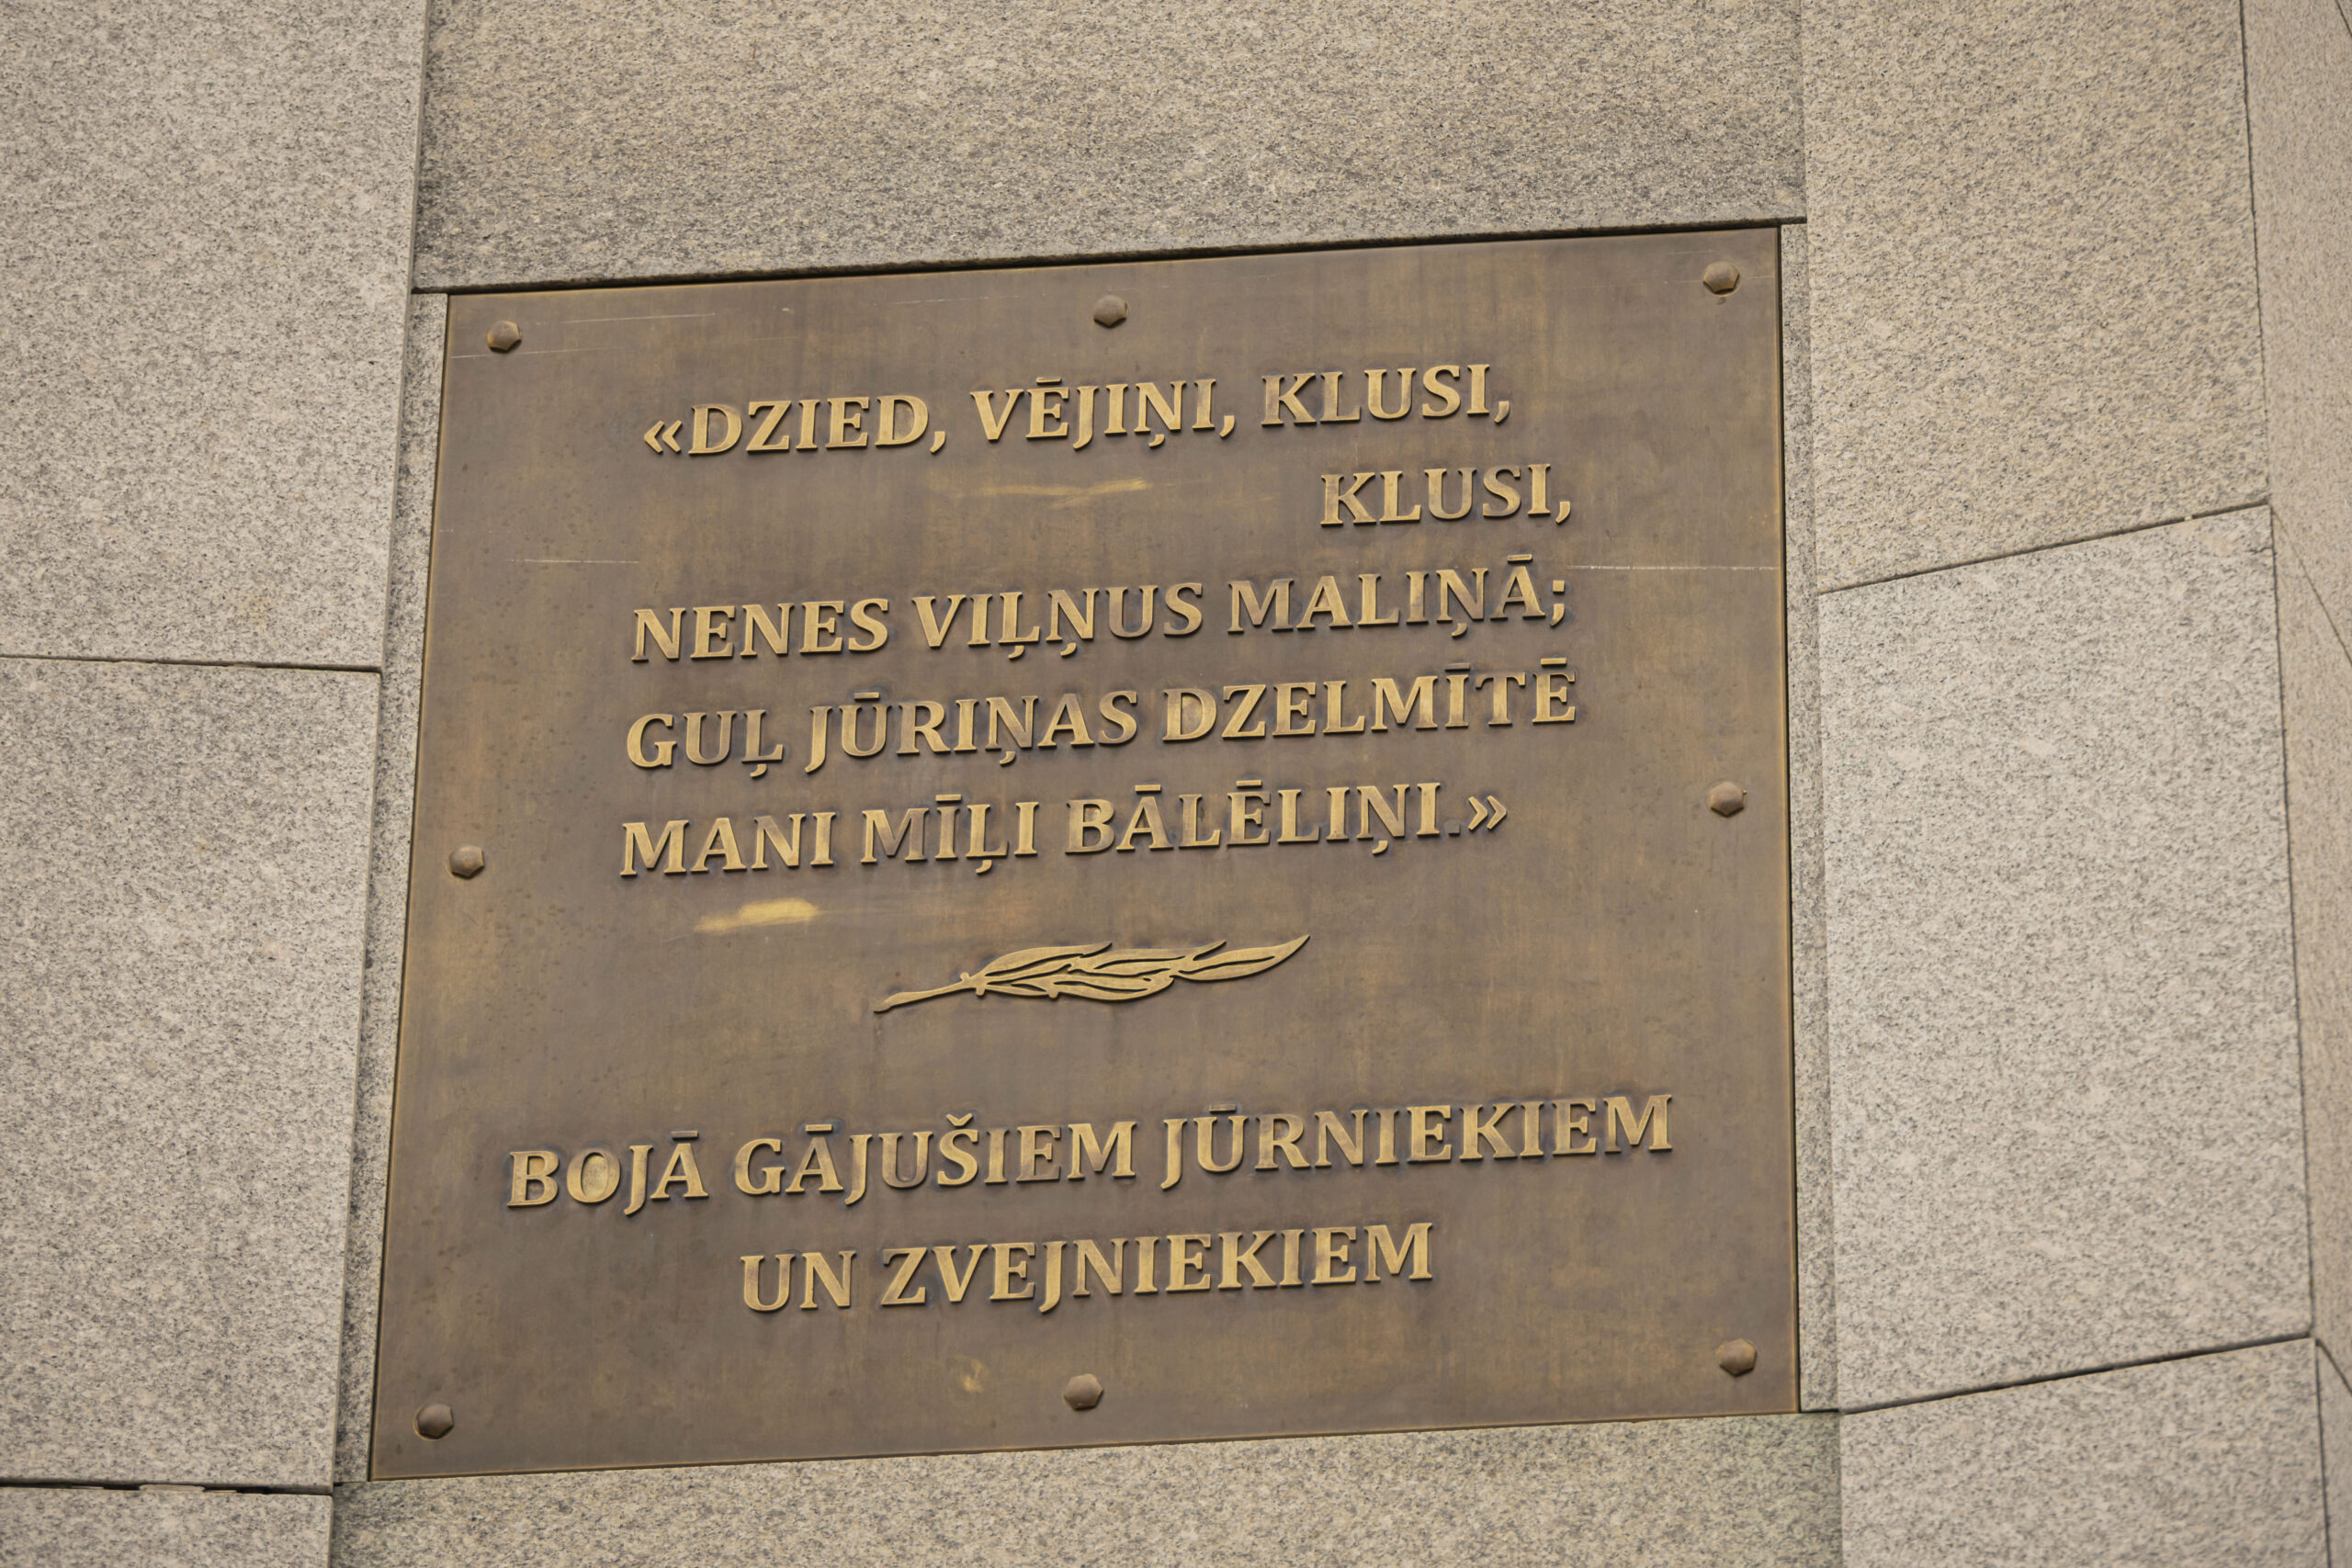 «DZIED, VĒJIŅI, KLUSI,
KLUSI,
NENES VIĻŅUS MALIŅĀ;
GUĻ JŪRIŅAS DZELMĪTĒ
MANI MĪĻI BĀLĒLIŅI.»
BOJĀ GĀJUŠIEM JŪRNIEKIEM
UN ZVEJNIEKIEM